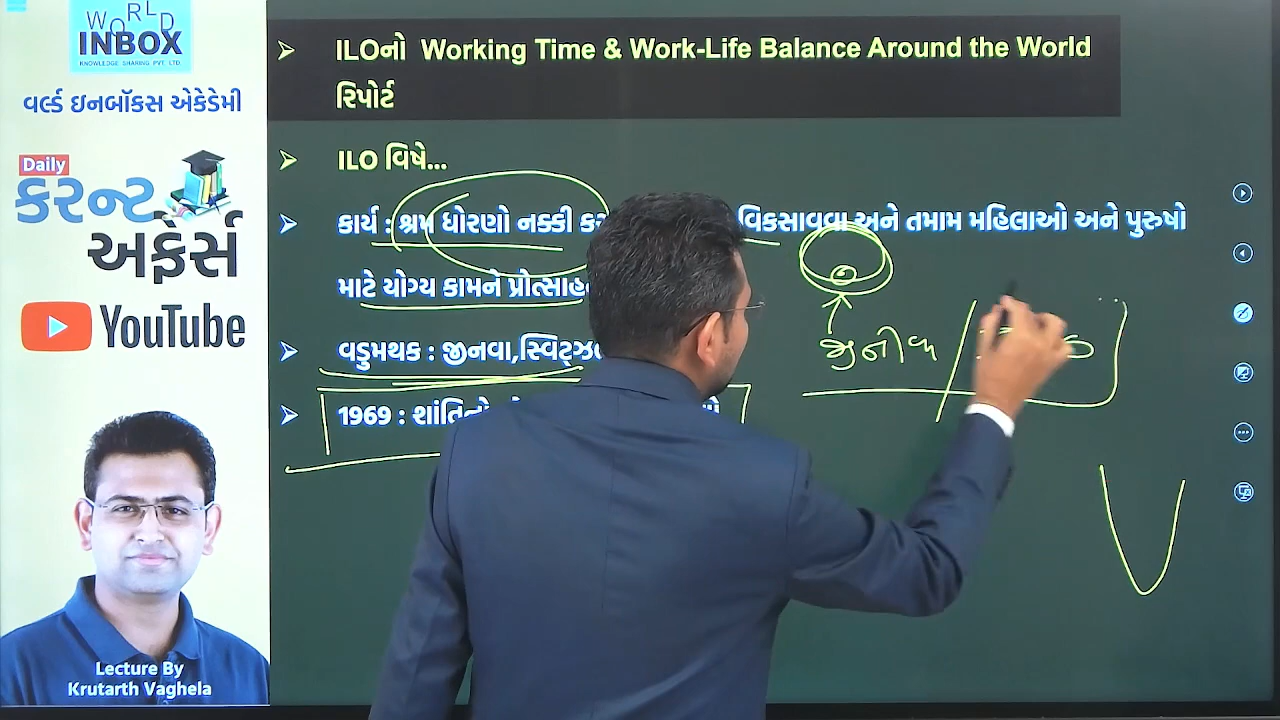 WORLD
INBOX
KNOWLEDGE SHARING PVT. LTD.
વર્લ્ડ ઇનબૉક્સ એકેડેમી
Daily
કરન્ટ
અફેર્સ
YouTube
Lecture By
Krutarth Vaghela
ILOનો Working Time & Work-Life Balance Around the World
રિપોર્ટ
ILO વિષે...
કાર્ય : શ્રમ ધોરણો નક્કી વિકસાવવા અને તમામ મહિલાઓ અને પુરુષો
માટે યોગ્ય કામને
વડુમથક : જીનવા,
1969 :